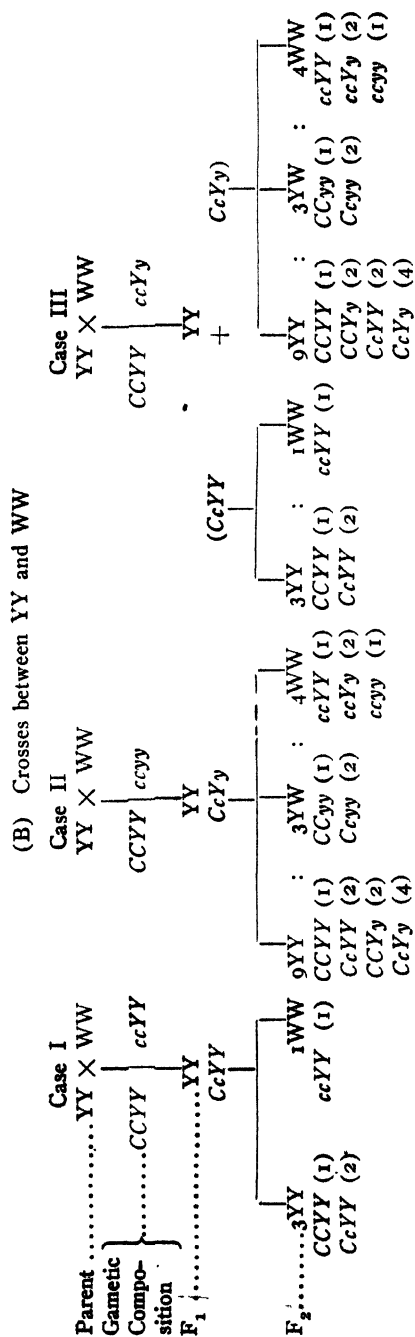 (B) Crosses between YY and WW
Case I Case II Case III
Parent ........ YY × WW YY × WW YY × WW
Gametic Compo- sition } ........ CCYY ccYY CCYY ccyy CCYY ccYy
F₁ ........ YY YY YY
CcYY CcYy (CcYY + CcYy)
F₂ ........ 3YY : 1WW 9YY : 3YW : 4WW 3YY : 1WW 9YY : 3YW : 4WW
CCYY (1) ccYY (1) CCYY (1) CCyy (1) ccYY (1) CCYY (1) ccYY (1) CCYY (1) CCyy (1) ccYY (1)
CcYY (2) CcYY (2) Ccyy (2) ccYy (2) CcYY (2) CCYy (2) Ccyy (2) ccYy (2)
CCYy (2) ccyy (1) CcYY (2) ccyy (1)
CcYy (4) CcYy (4)